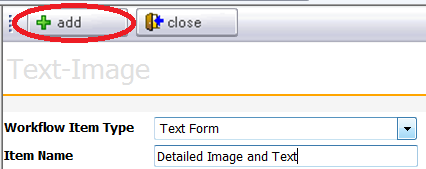 add close
Text-Image
Workflow Item Type Text Form
Item Name Detailed Image and Text